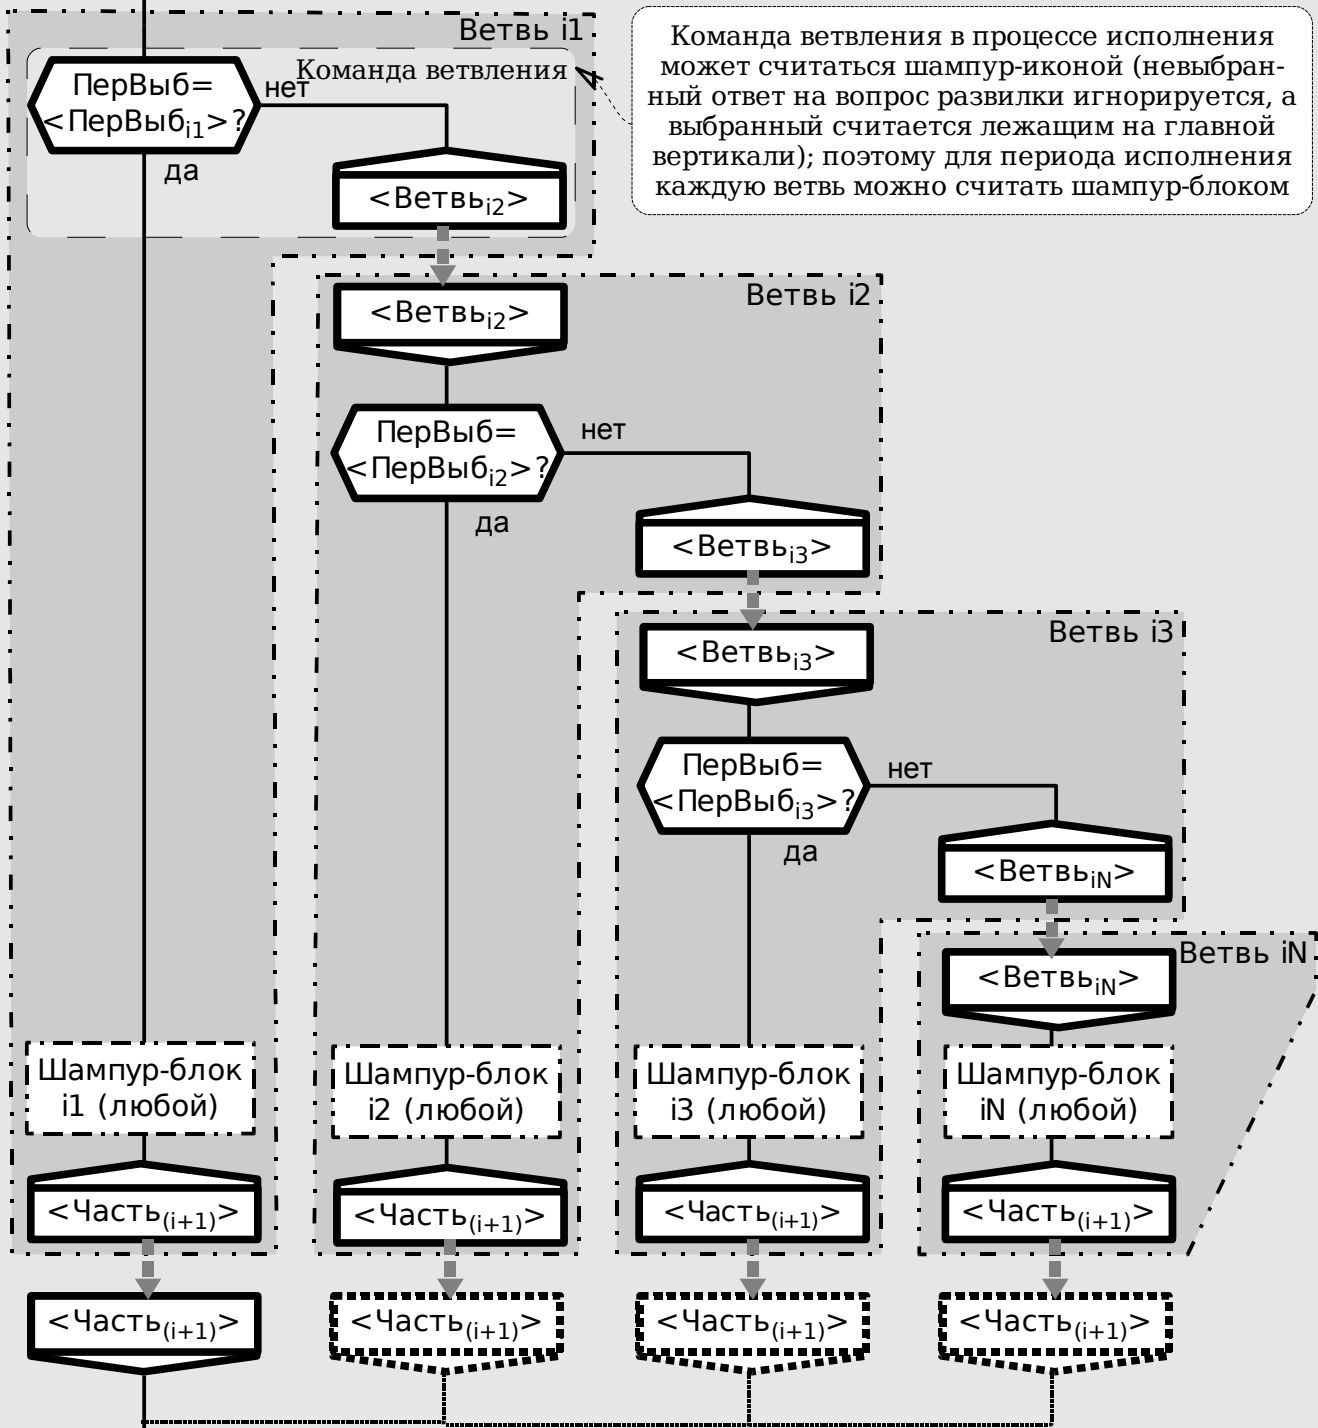 Ветвь i1
Команда ветвления в процессе исполнения
может считаться шампур-иконой (невыбран-
ный ответ на вопрос развилки игнорируется, а
выбранный считается лежащим на главной
вертикали); поэтому для периода исполнения
каждую ветвь можно считать шампур-блоком
Команда ветвления
ПерВыб=
<ПерВыбi1>?
нет
да
<Ветвьi2>
Ветвь i2
<Ветвьi2>
ПерВыб=
<ПерВыбi2>?
нет
да
<Ветвьi3>
Ветвь i3
<Ветвьi3>
ПерВыб=
<ПерВыбi3>?
нет
да
<ВетвьiN>
Ветвь iN
<ВетвьiN>
Шампур-блок
i1 (любой)
Шампур-блок
i2 (любой)
Шампур-блок
i3 (любой)
Шампур-блок
iN (любой)
<Часть(i+1)>
<Часть(i+1)>
<Часть(i+1)>
<Часть(i+1)>
<Часть(i+1)>
<Часть(i+1)>
<Часть(i+1)>
<Часть(i+1)>